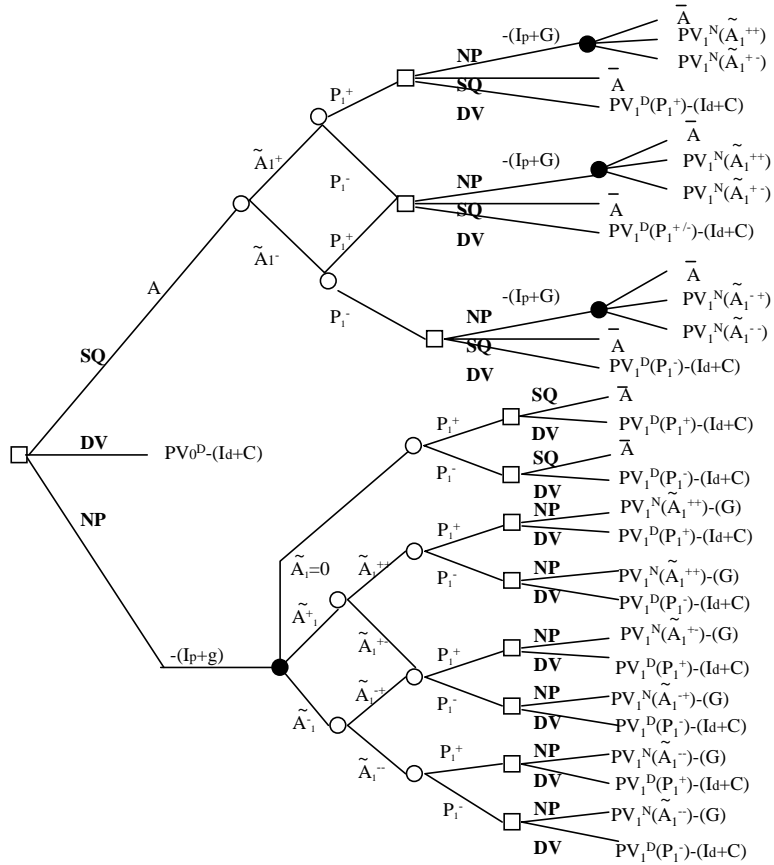 A̅
-(Ip+G)
PV₁ᴺ(Ã₁⁺⁺)
NP
PV₁ᴺ(Ã₁⁺⁻)
P₁⁺
SQ
A̅
DV
PV₁ᴰ(P₁⁺)-(Id+C)
Ã1⁺
A̅
-(Ip+G)
PV₁ᴺ(Ã₁⁺⁺)
P₁⁻
NP
PV₁ᴺ(Ã₁⁺⁻)
SQ
A̅
P₁⁺
DV
PV₁ᴰ(P₁⁺ᐟ⁻)-(Id+C)
Ã1⁻
A
A̅
-(Ip+G)
PV₁ᴺ(Ã₁⁻⁺)
P₁⁻
NP
PV₁ᴺ(Ã₁⁻⁻)
SQ
A̅
SQ
DV
PV₁ᴰ(P₁⁻)-(Id+C)
SQ
A̅
P₁⁺
DV
PV₁ᴰ(P₁⁺)-(Id+C)
DV
PV0ᴰ-(Id+C)
SQ
A̅
P₁⁻
DV
PV₁ᴰ(P₁⁻)-(Id+C)
NP
NP
PV₁ᴺ(Ã₁⁺⁺)-(G)
P₁⁺
DV
PV₁ᴰ(P₁⁺)-(Id+C)
Ã₁=0
Ã₁⁺⁺
P₁⁻
NP
PV₁ᴺ(Ã₁⁺⁺)-(G)
DV
PV₁ᴰ(P₁⁻)-(Id+C)
Ã⁺₁
Ã₁⁺⁻
NP
PV₁ᴺ(Ã₁⁺⁻)-(G)
-(Ip+g)
P₁⁺
DV
PV₁ᴰ(P₁⁺)-(Id+C)
Ã₁⁻⁺
P₁⁻
NP
PV₁ᴺ(Ã₁⁻⁺)-(G)
Ã⁻₁
DV
PV₁ᴰ(P₁⁻)-(Id+C)
P₁⁺
NP
PV₁ᴺ(Ã₁⁻⁻)-(G)
Ã₁⁻⁻
DV
PV₁ᴰ(P₁⁺)-(Id+C)
P₁⁻
NP
PV₁ᴺ(Ã₁⁻⁻)-(G)
DV
PV₁ᴰ(P₁⁻)-(Id+C)